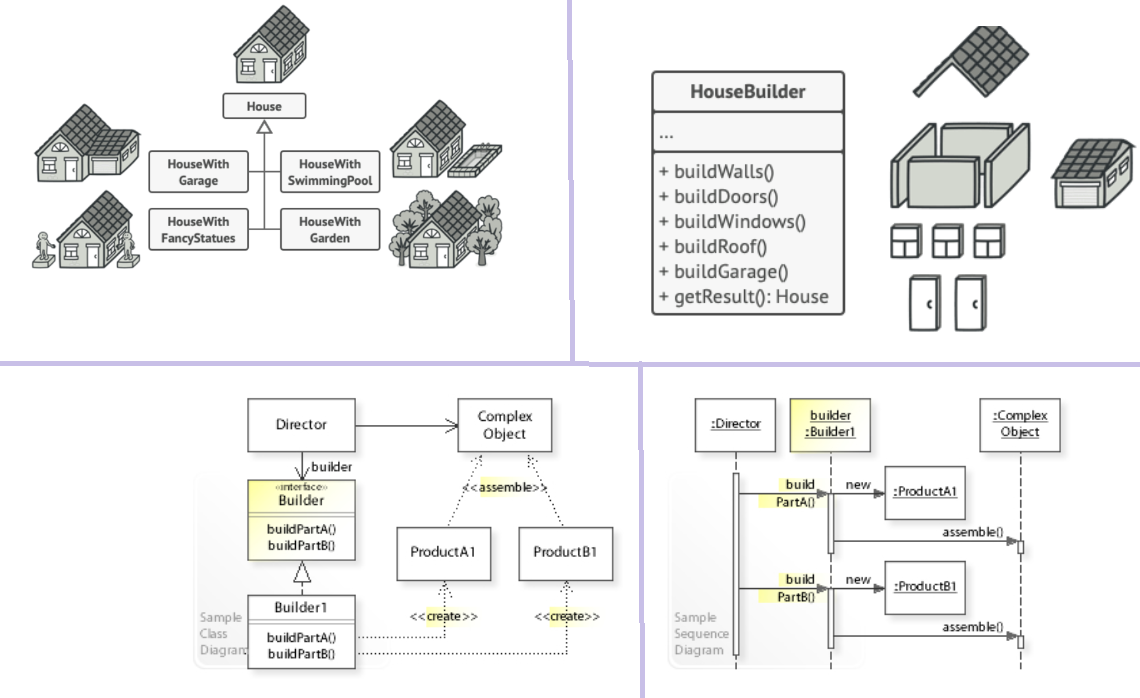 House
HouseWith
Garage
HouseWith
SwimmingPool
HouseWith
FancyStatues
HouseWith
Garden
HouseBuilder
...
+ buildWalls()
+ buildDoors()
+ buildWindows()
+ buildRoof()
+ buildGarage()
+ getResult(): House
Director
Complex
Object
builder
<<interface>>
Builder
buildPartA()
buildPartB()
<<assemble>>
ProductA1
ProductB1
<<create>>
<<create>>
Builder1
buildPartA()
buildPartB()
Sample
Class
Diagram
:Director
builder
:Builder1
:Complex
Object
build
PartA()
new
:ProductA1
assemble()
build
PartB()
new
:ProductB1
assemble()
Sample
Sequence
Diagram